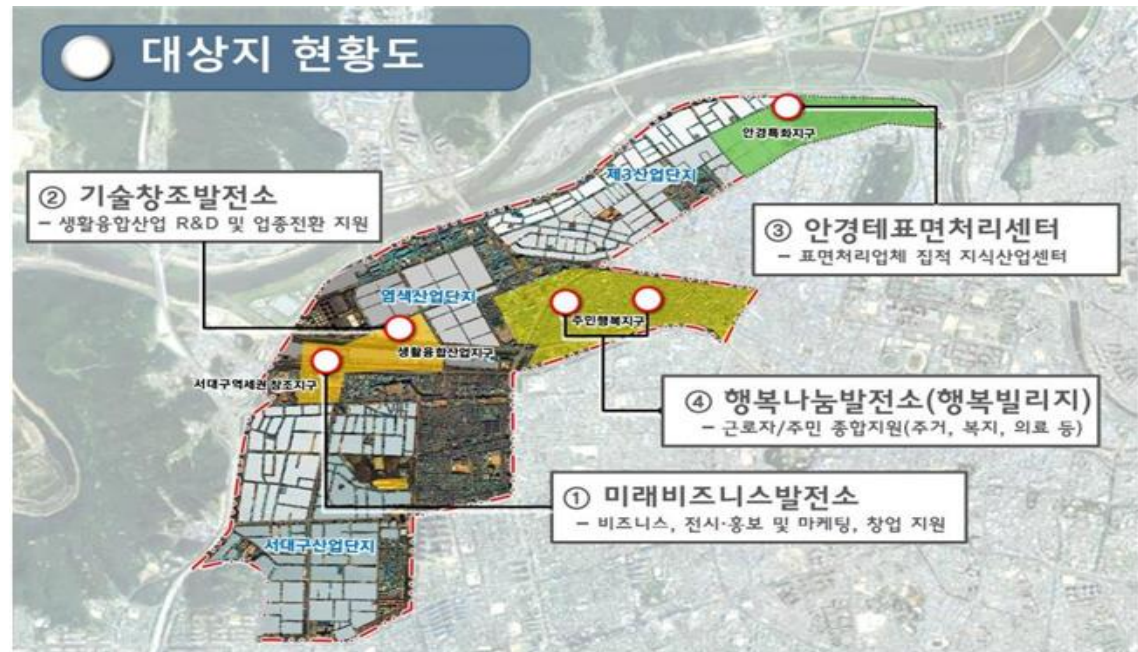 대상지 현황도
안경특화지구
제3산업단지
② 기술창조발전소
– 생활융합산업 R&D 및 업종전환 지원
③ 안경테표면처리센터
– 표면처리업체 집적 지식산업센터
염색산업단지
주민행복지구
생활융합산업지구
서대구역세권 창조지구
④ 행복나눔발전소(행복빌리지)
– 근로자/주민 종합지원(주거, 복지, 의료 등)
① 미래비즈니스발전소
– 비즈니스, 전시·홍보 및 마케팅, 창업 지원
서대구산업단지